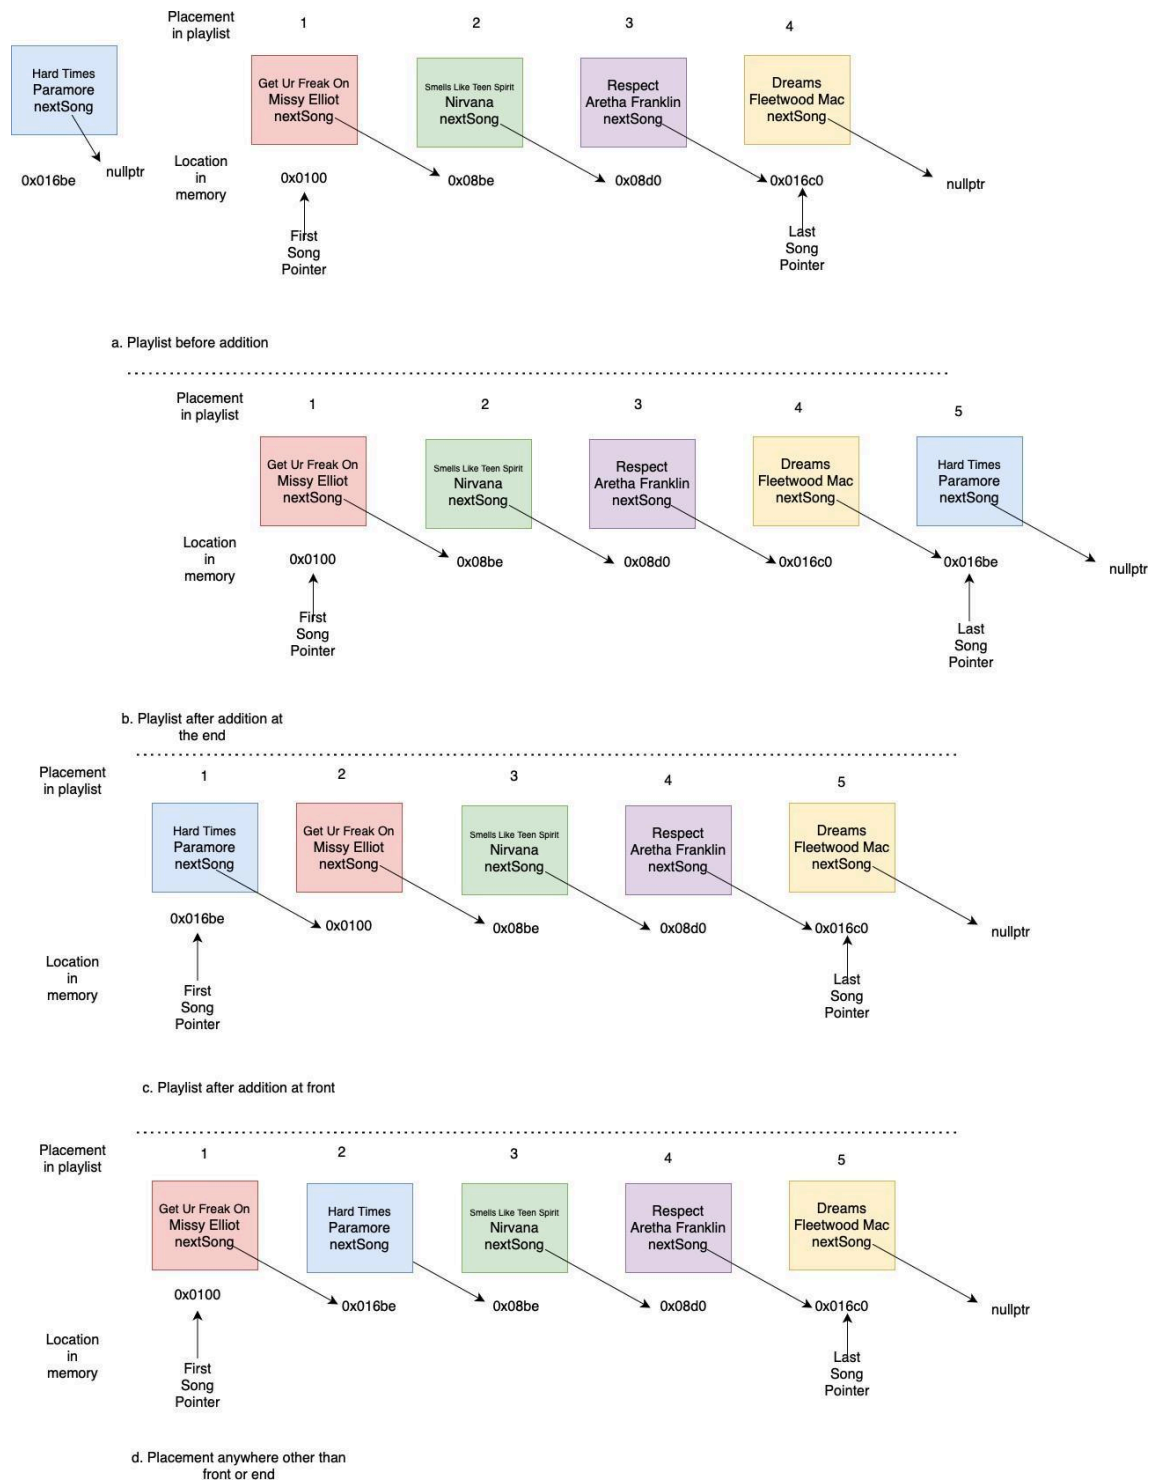 Placement
in playlist
1
2
3
4
Hard Times
Paramore
nextSong
Get Ur Freak On
Missy Elliot
nextSong
Smells Like Teen Spirit
Nirvana
nextSong
Respect
Aretha Franklin
nextSong
Dreams
Fleetwood Mac
nextSong
0x016be
nullptr
Location
in
memory
0x0100
0x08be
0x08d0
0x016c0
nullptr
First
Song
Pointer
Last
Song
Pointer
a. Playlist before addition
Placement
in playlist
1
2
3
4
5
Get Ur Freak On
Missy Elliot
nextSong
Smells Like Teen Spirit
Nirvana
nextSong
Respect
Aretha Franklin
nextSong
Dreams
Fleetwood Mac
nextSong
Hard Times
Paramore
nextSong
Location
in
memory
0x0100
0x08be
0x08d0
0x016c0
0x016be
nullptr
First
Song
Pointer
Last
Song
Pointer
b. Playlist after addition at
the end
Placement
in playlist
1
2
3
4
5
Hard Times
Paramore
nextSong
Get Ur Freak On
Missy Elliot
nextSong
Smells Like Teen Spirit
Nirvana
nextSong
Respect
Aretha Franklin
nextSong
Dreams
Fleetwood Mac
nextSong
0x016be
0x0100
0x08be
0x08d0
0x016c0
nullptr
Location
in
memory
First
Song
Pointer
Last
Song
Pointer
c. Playlist after addition at front
Placement
in playlist
1
2
3
4
5
Get Ur Freak On
Missy Elliot
nextSong
Hard Times
Paramore
nextSong
Smells Like Teen Spirit
Nirvana
nextSong
Respect
Aretha Franklin
nextSong
Dreams
Fleetwood Mac
nextSong
0x0100
0x016be
0x08be
0x08d0
0x016c0
nullptr
Location
in
memory
First
Song
Pointer
Last
Song
Pointer
d. Placement anywhere other than
front or end